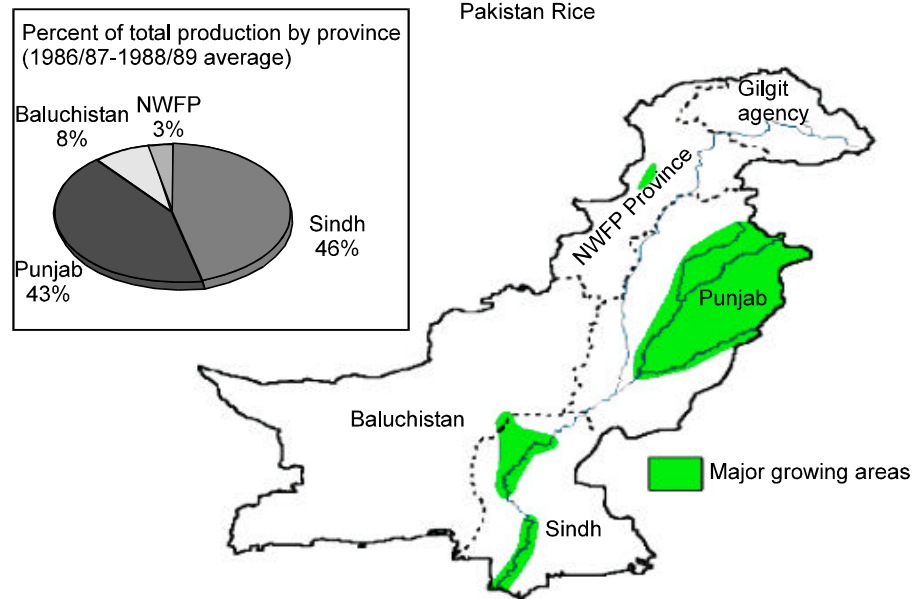 Pakistan Rice
Percent of total production by province
(1986/87-1988/89 average)
Baluchistan
8%
NWFP
3%
Sindh
46%
Punjab
43%
Gilgit
agency
NWFP Province
Punjab
Baluchistan
Sindh
Major growing areas